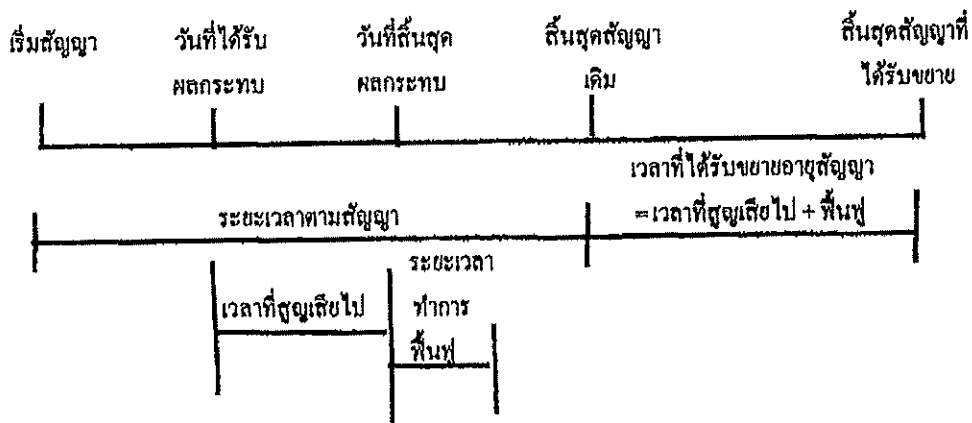 เริ่มสัญญา
วันที่ได้รับ
ผลกระทบ
วันที่สิ้นสุด
ผลกระทบ
สิ้นสุดสัญญา
เดิม
สิ้นสุดสัญญาที่
ได้รับขยาย
ระยะเวลาตามสัญญา
เวลาที่ได้รับขยายอายุสัญญา
=เวลาที่สูญเสียไป + ฟื้นฟู
เวลาที่สูญเสียไป
ระยะเวลา
ทำการ
ฟื้นฟู